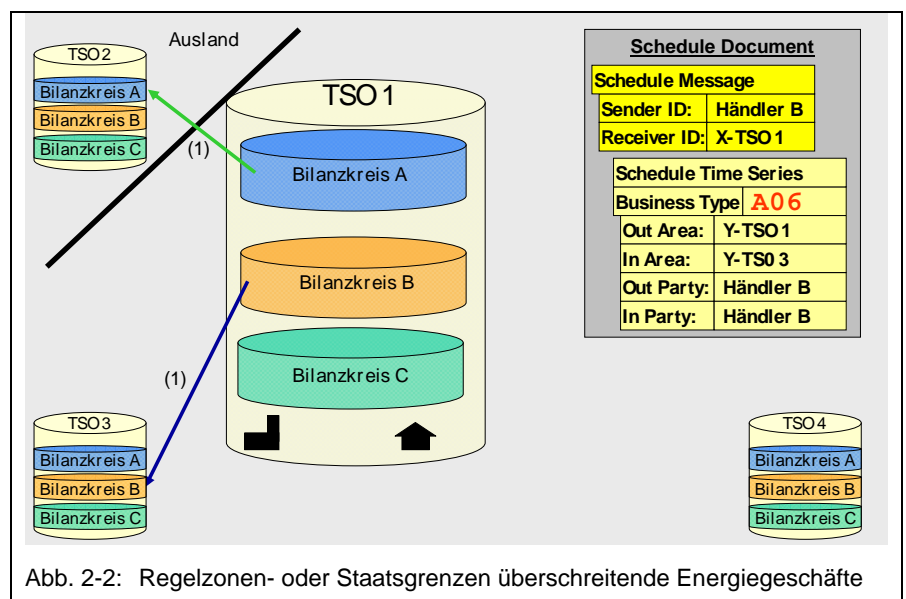 Ausland
TSO2
Bilanzkreis A
Bilanzkreis B
Bilanzkreis C
(1)
TSO 1
Bilanzkreis A
Bilanzkreis B
Bilanzkreis C
(1)
TSO3
Bilanzkreis A
Bilanzkreis B
Bilanzkreis C
Schedule Document
Schedule Message
Sender ID: Händler B
Receiver ID: X-TSO 1
Schedule Time Series
Business Type A06
Out Area: Y-TSO 1
In Area: Y-TS0 3
Out Party: Händler B
In Party: Händler B
TSO4
Bilanzkreis A
Bilanzkreis B
Bilanzkreis C
Abb. 2-2: Regelzonen- oder Staatsgrenzen überschreitende Energiegeschäfte